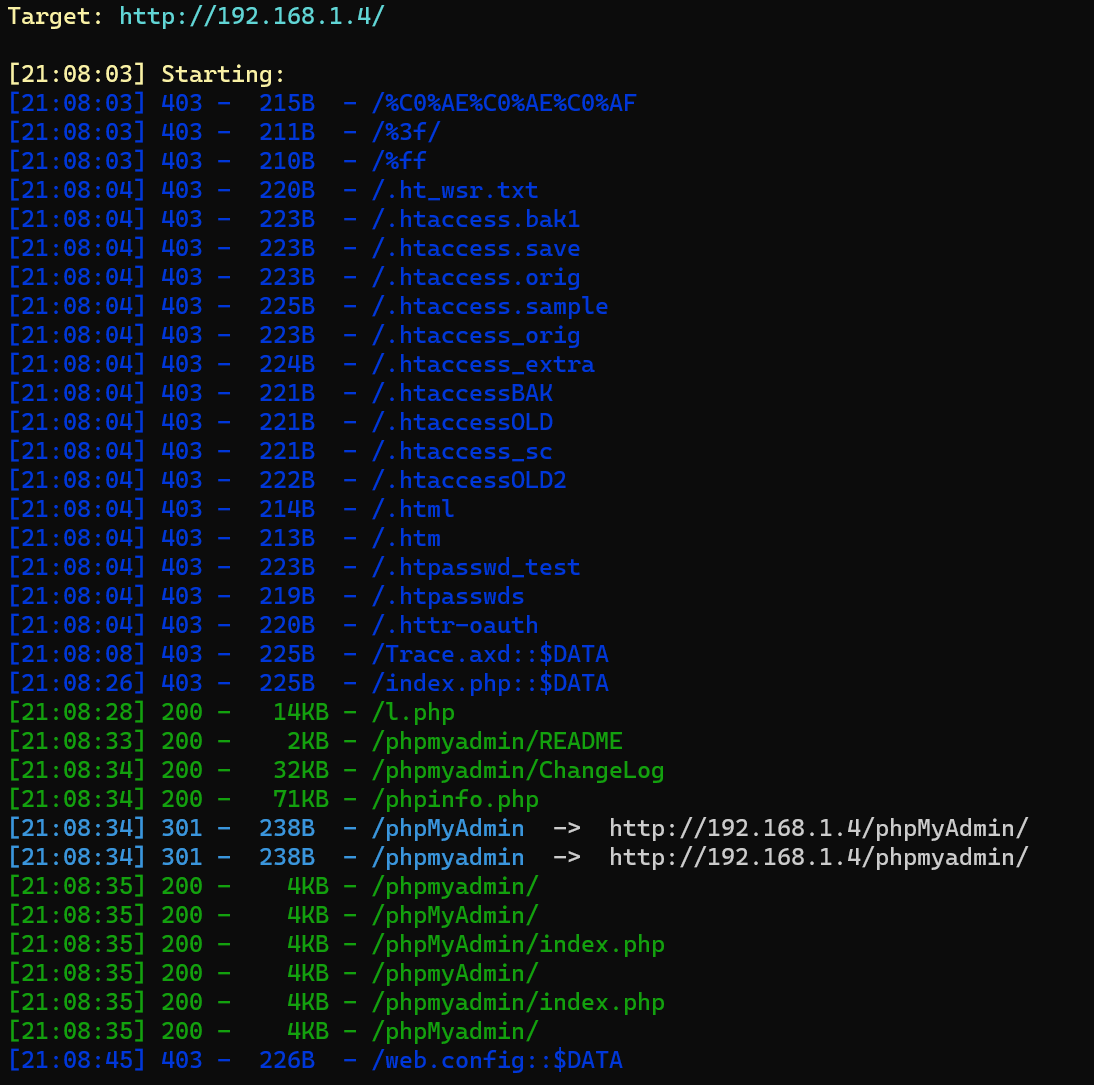 Target: http://192.168.1.4/
[21:08:03] Starting:
[21:08:03] 403 -  215B  - /%C0%AE%C0%AE%C0%AF
[21:08:03] 403 -  211B  - /%3f/
[21:08:03] 403 -  210B  - /%ff
[21:08:04] 403 -  220B  - /.ht_wsr.txt
[21:08:04] 403 -  223B  - /.htaccess.bak1
[21:08:04] 403 -  223B  - /.htaccess.save
[21:08:04] 403 -  223B  - /.htaccess.orig
[21:08:04] 403 -  225B  - /.htaccess.sample
[21:08:04] 403 -  223B  - /.htaccess_orig
[21:08:04] 403 -  224B  - /.htaccess_extra
[21:08:04] 403 -  221B  - /.htaccessBAK
[21:08:04] 403 -  221B  - /.htaccessOLD
[21:08:04] 403 -  221B  - /.htaccess_sc
[21:08:04] 403 -  222B  - /.htaccessOLD2
[21:08:04] 403 -  214B  - /.html
[21:08:04] 403 -  213B  - /.htm
[21:08:04] 403 -  223B  - /.htpasswd_test
[21:08:04] 403 -  219B  - /.htpasswds
[21:08:04] 403 -  220B  - /.httr-oauth
[21:08:08] 403 -  225B  - /Trace.axd::$DATA
[21:08:26] 403 -  225B  - /index.php::$DATA
[21:08:28] 200 -   14KB - /l.php
[21:08:33] 200 -    2KB - /phpmyadmin/README
[21:08:34] 200 -   32KB - /phpmyadmin/ChangeLog
[21:08:34] 200 -   71KB - /phpinfo.php
[21:08:34] 301 -  238B  - /phpMyAdmin  ->  http://192.168.1.4/phpMyAdmin/
[21:08:34] 301 -  238B  - /phpmyadmin  ->  http://192.168.1.4/phpmyadmin/
[21:08:35] 200 -    4KB - /phpmyadmin/
[21:08:35] 200 -    4KB - /phpMyAdmin/
[21:08:35] 200 -    4KB - /phpMyAdmin/index.php
[21:08:35] 200 -    4KB - /phpmyAdmin/
[21:08:35] 200 -    4KB - /phpmyadmin/index.php
[21:08:35] 200 -    4KB - /phpMyadmin/
[21:08:45] 403 -  226B  - /web.config::$DATA